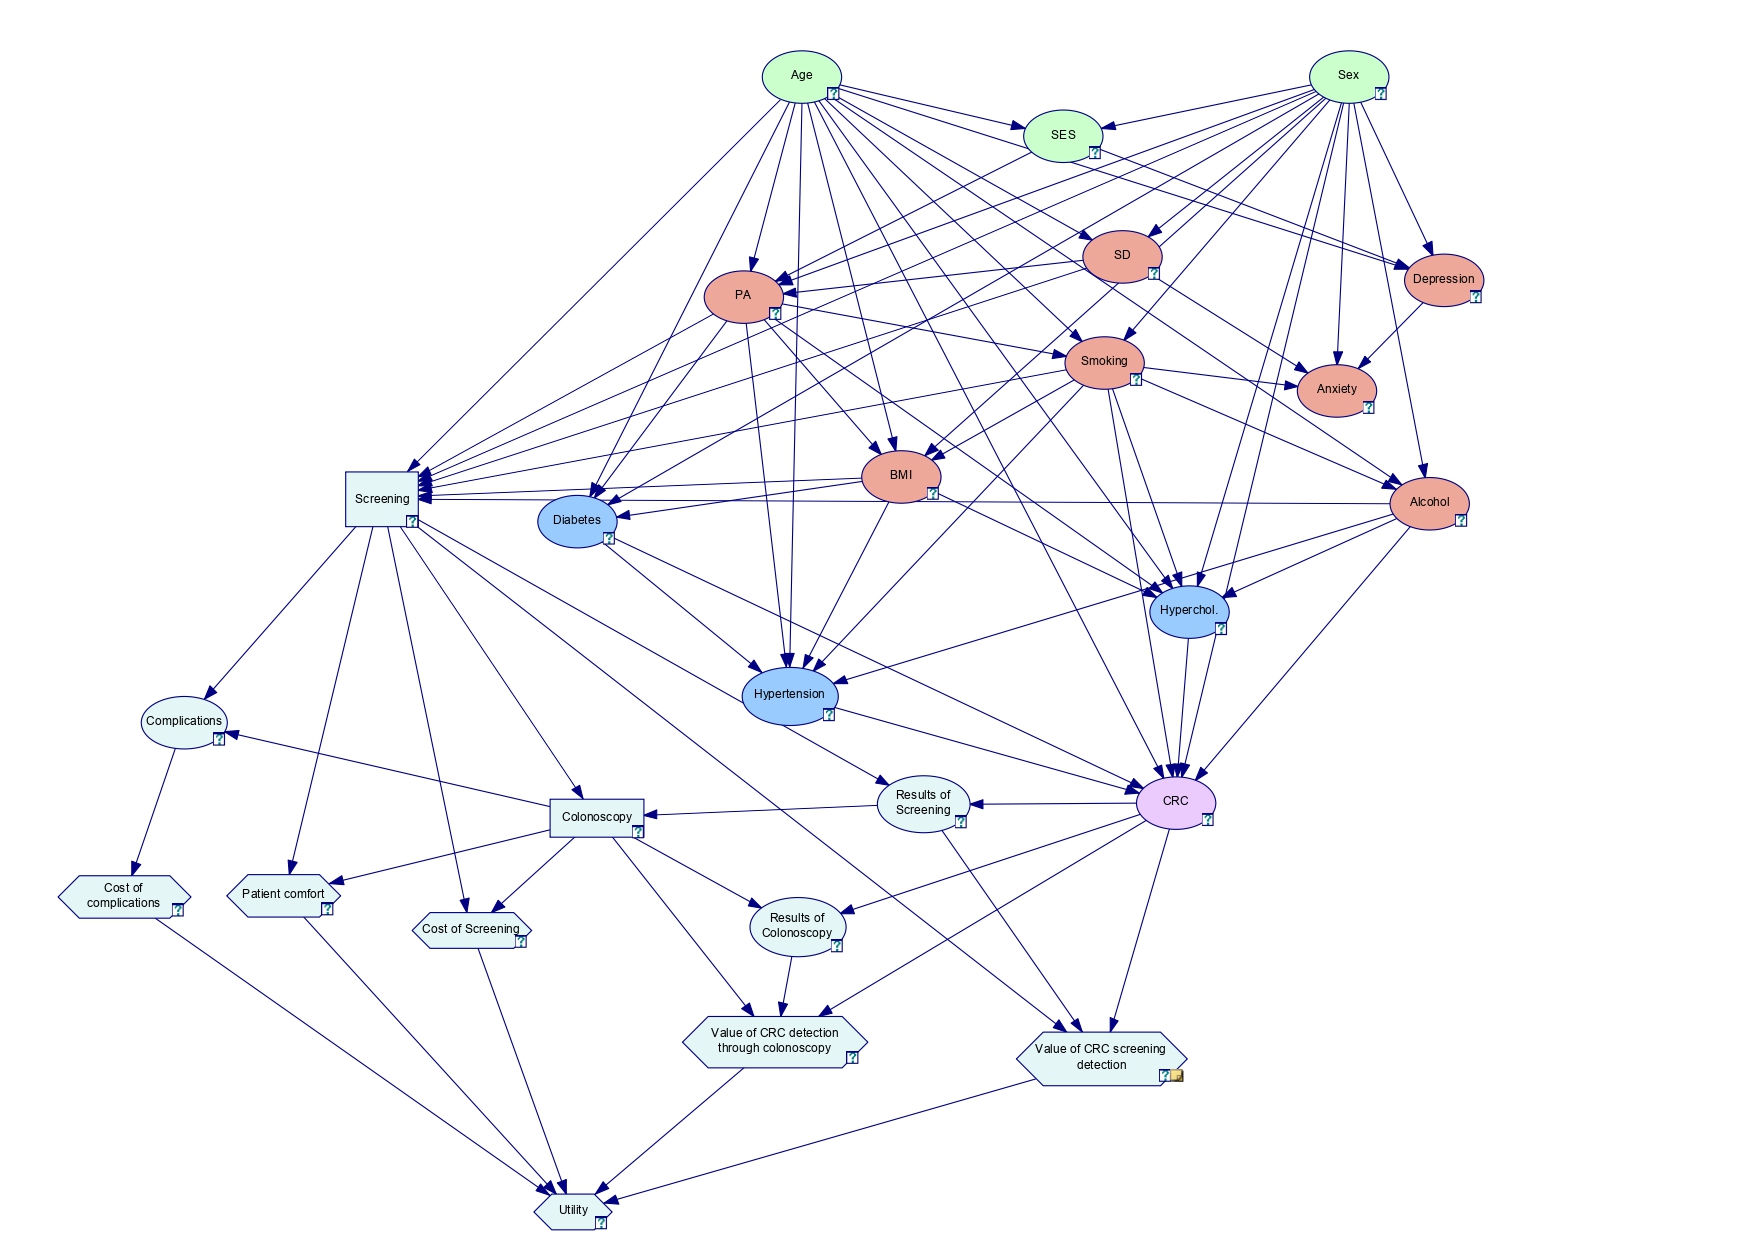 Age
Sex
SES
SD
Depression
PA
Smoking
Anxiety
BMI
Screening
Alcohol
Diabetes
Hyperchol.
Hypertension
Complications
Results of
Screening
CRC
Colonoscopy
Cost of
complications
Patient comfort
Cost of Screening
Results of
Colonoscopy
Value of CRC detection
through colonoscopy
Value of CRC screening
detection
Utility